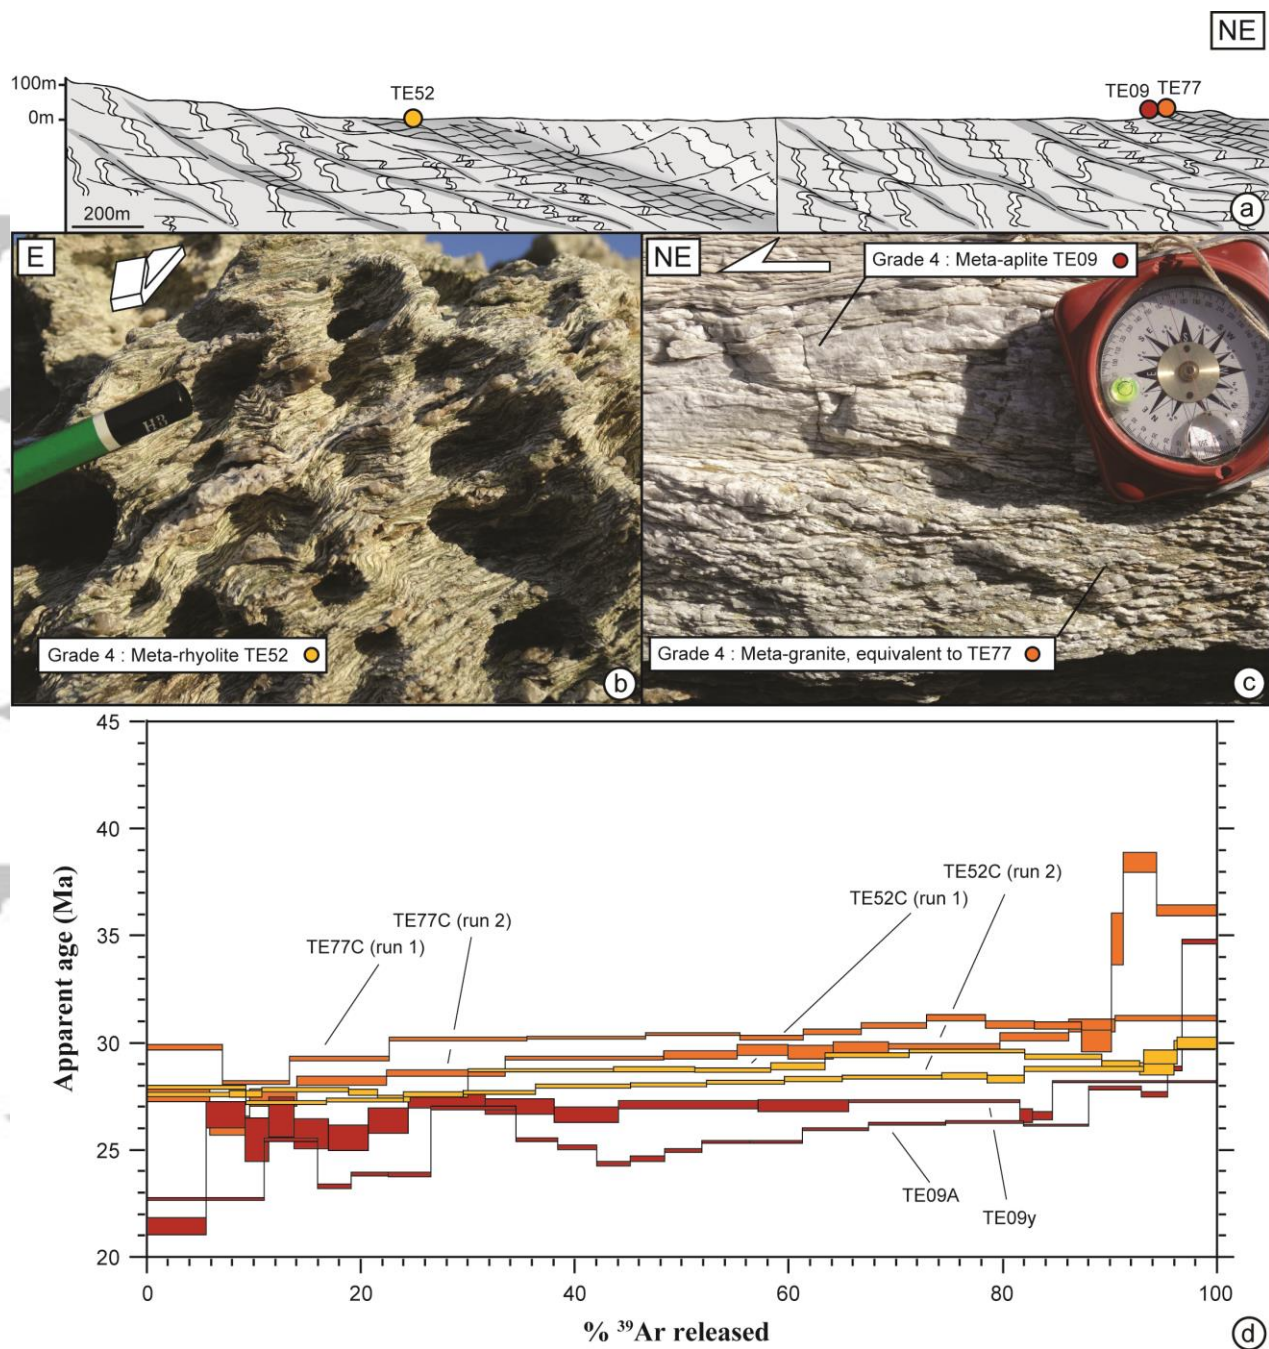 NE
100m
0m
TE52
TE09 TE77
200m
a
E
NE
Grade 4 : Meta-aplite TE09
HB
Grade 4 : Meta-rhyolite TE52
b
Grade 4 : Meta-granite, equivalent to TE77
c
45
40
35
30
25
20
Apparent age (Ma)
TE52C (run 2)
TE52C (run 1)
TE77C (run 2)
TE77C (run 1)
TE09A
TE09y
0 20 40 60 80 100
% ³⁹Ar released
d